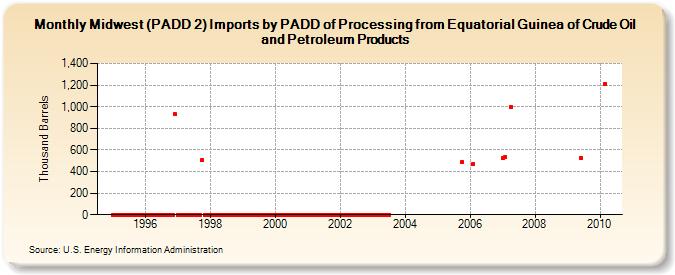 Monthly Midwest (PADD 2) Imports by PADD of Processing from Equatorial Guinea of Crude Oil
and Petroleum Products
Thousand Barrels
1,400
1,200
1,000
800
600
400
200
0
1996 1998 2000 2002 2004 2006 2008 2010
Source: U.S. Energy Information Administration